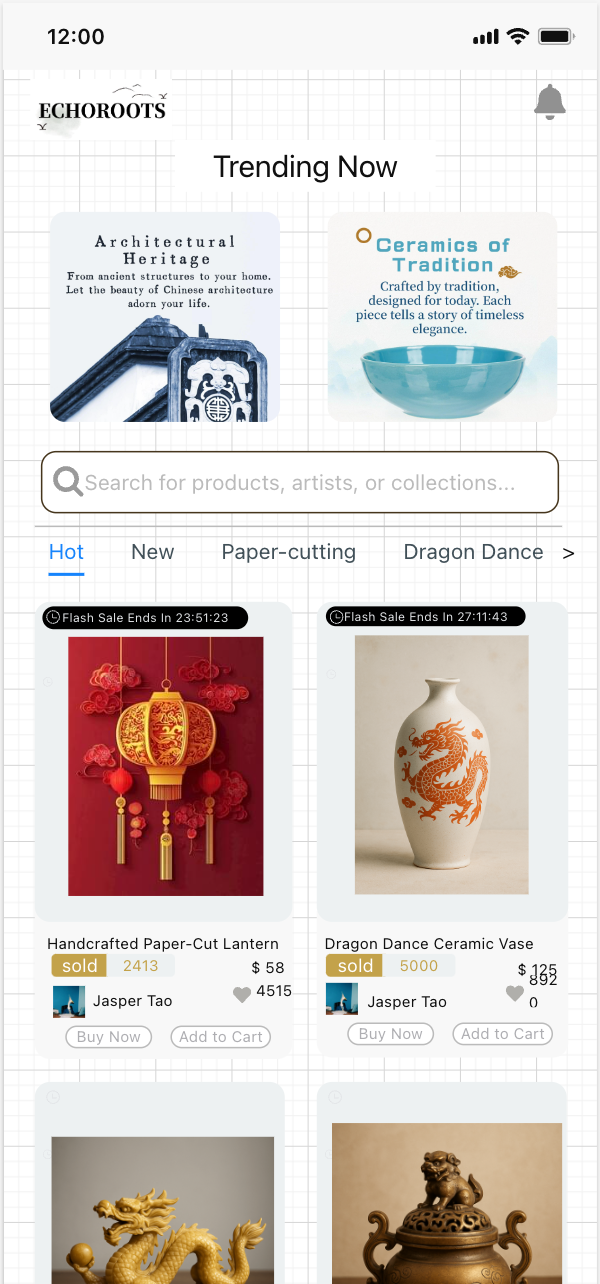 12:00
ECHOROOTS
Trending Now
Architectural
Heritage
From ancient structures to your home.
Let the beauty of Chinese architecture
adorn your life.
Ceramics of
Tradition
Crafted by tradition,
designed for today. Each
piece tells a story of timeless
elegance.
Search for products, artists, or collections...
Hot New Paper-cutting Dragon Dance >
Flash Sale Ends In 23:51:23
Flash Sale Ends In 27:11:43
Handcrafted Paper-Cut Lantern
sold 2413
$ 58
Jasper Tao
4515
Buy Now Add to Cart
Dragon Dance Ceramic Vase
sold 5000
$ 125
Jasper Tao
892
0
Buy Now Add to Cart